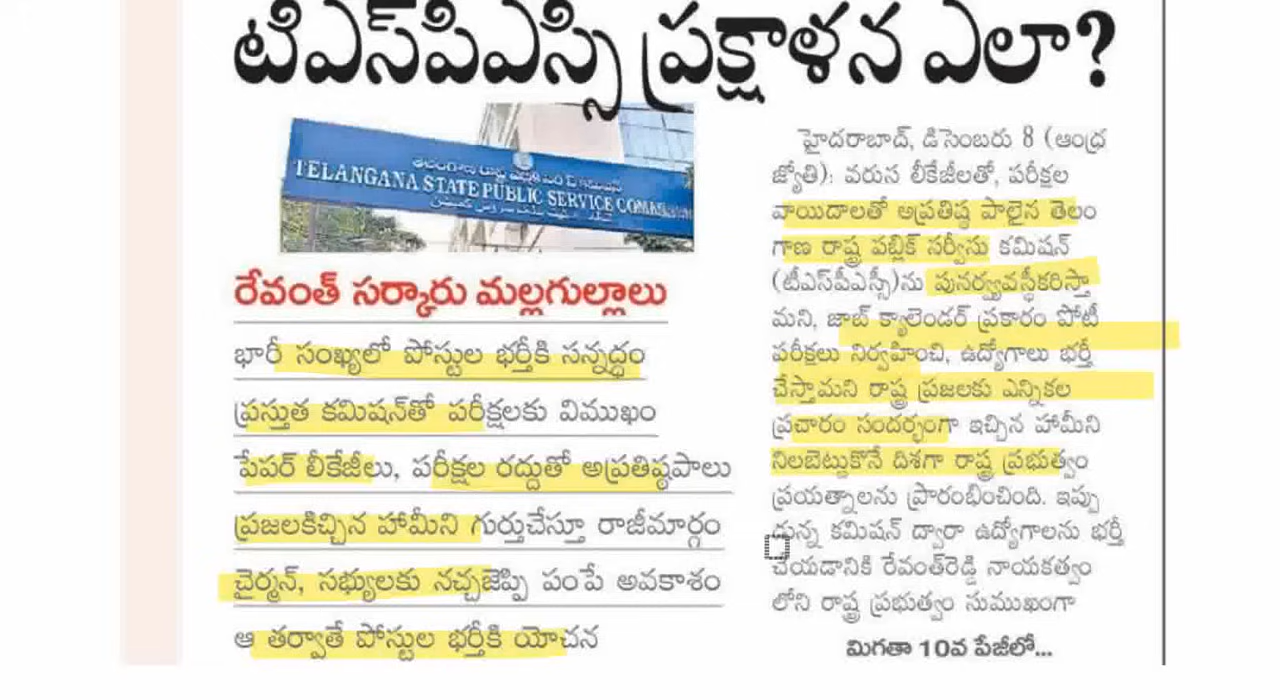 టీఎస్‌పీఎస్సీ ప్రక్షాళన ఎలా?
TELANGANA STATE PUBLIC SERVICE COMMISSION
రేవంత్ సర్కారు మల్లగుల్లాలు
భారీ సంఖ్యలో పోస్టుల భర్తీకి సన్నద్ధం
ప్రస్తుత కమిషన్‌తో పరీక్షలకు విముఖం
పేపర్ లీకేజీలు, పరీక్షల రద్దుతో అప్రతిష్ఠపాలు
ప్రజలకిచ్చిన హామీని గుర్తుచేస్తూ రాజీమార్గం
చైర్మన్, సభ్యులకు నచ్చజెప్పి పంపే అవకాశం
ఆ తర్వాతే పోస్టుల భర్తీకి యోచన
హైదరాబాద్, డిసెంబరు 8 (ఆంధ్ర
జ్యోతి): వరుస లీకేజీలతో, పరీక్షల
వాయిదాలతో అప్రతిష్ఠ పాలైన తెలం
గాణ రాష్ట్ర పబ్లిక్ సర్వీసు కమిషన్
(టీఎస్‌పీఎస్సీ)ను పునర్వ్యవస్థీకరిస్తా
మని, జాబ్ క్యాలెండర్ ప్రకారం పోటీ
పరీక్షలు నిర్వహించి, ఉద్యోగాలు భర్తీ
చేస్తామని రాష్ట్ర ప్రజలకు ఎన్నికల
ప్రచారం సందర్భంగా ఇచ్చిన హామీని
నిలబెట్టుకొనే దిశగా రాష్ట్ర ప్రభుత్వం
ప్రయత్నాలను ప్రారంభించింది. ఇప్పు
డున్న కమిషన్ ద్వారా ఉద్యోగాలను భర్తీ
చేయడానికి రేవంత్‌రెడ్డి నాయకత్వం
లోని రాష్ట్ర ప్రభుత్వం సుముఖంగా
మిగతా 10వ పేజీలో...